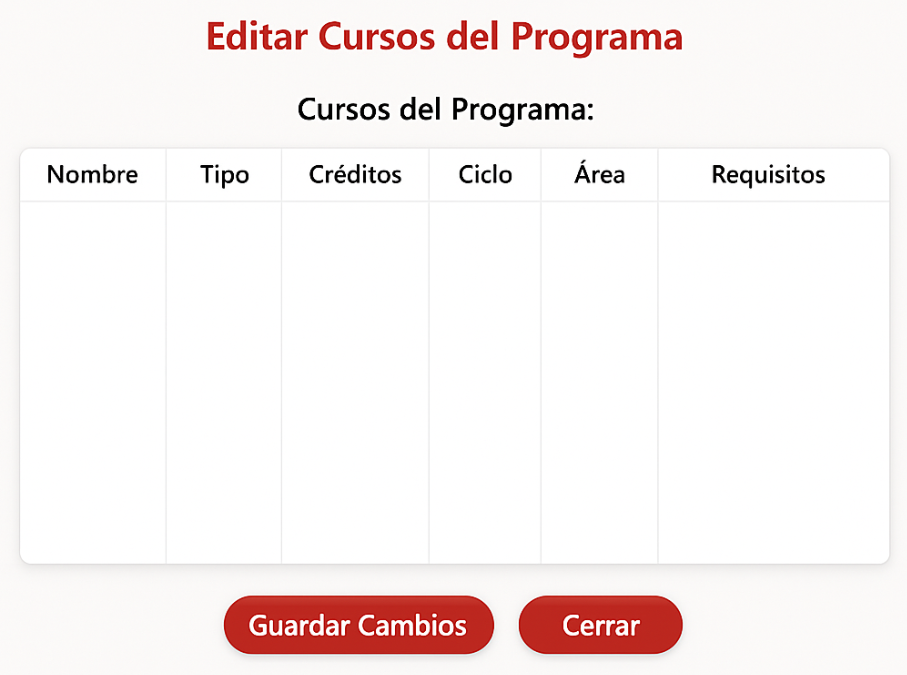 Editar Cursos del Programa
Cursos del Programa:
Nombre Tipo Créditos Ciclo Área Requisitos
Guardar Cambios Cerrar